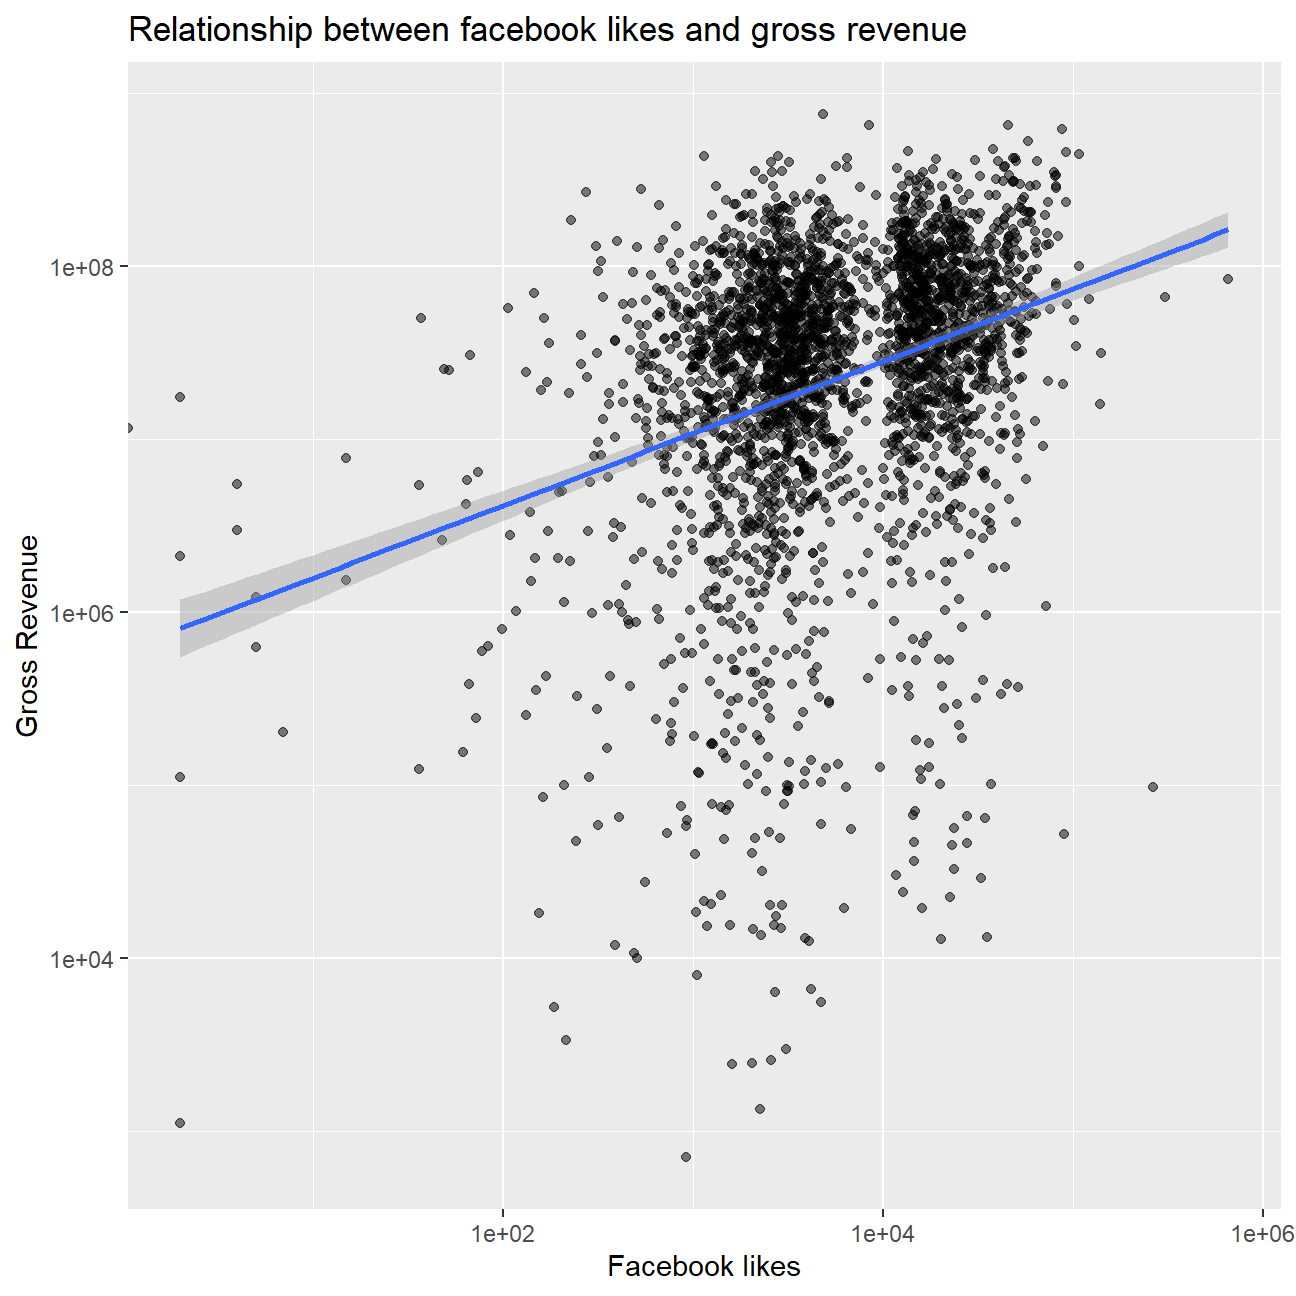 Relationship between facebook likes and gross revenue
Gross Revenue
1e+08
1e+06
1e+04
1e+02
1e+04
1e+06
Facebook likes